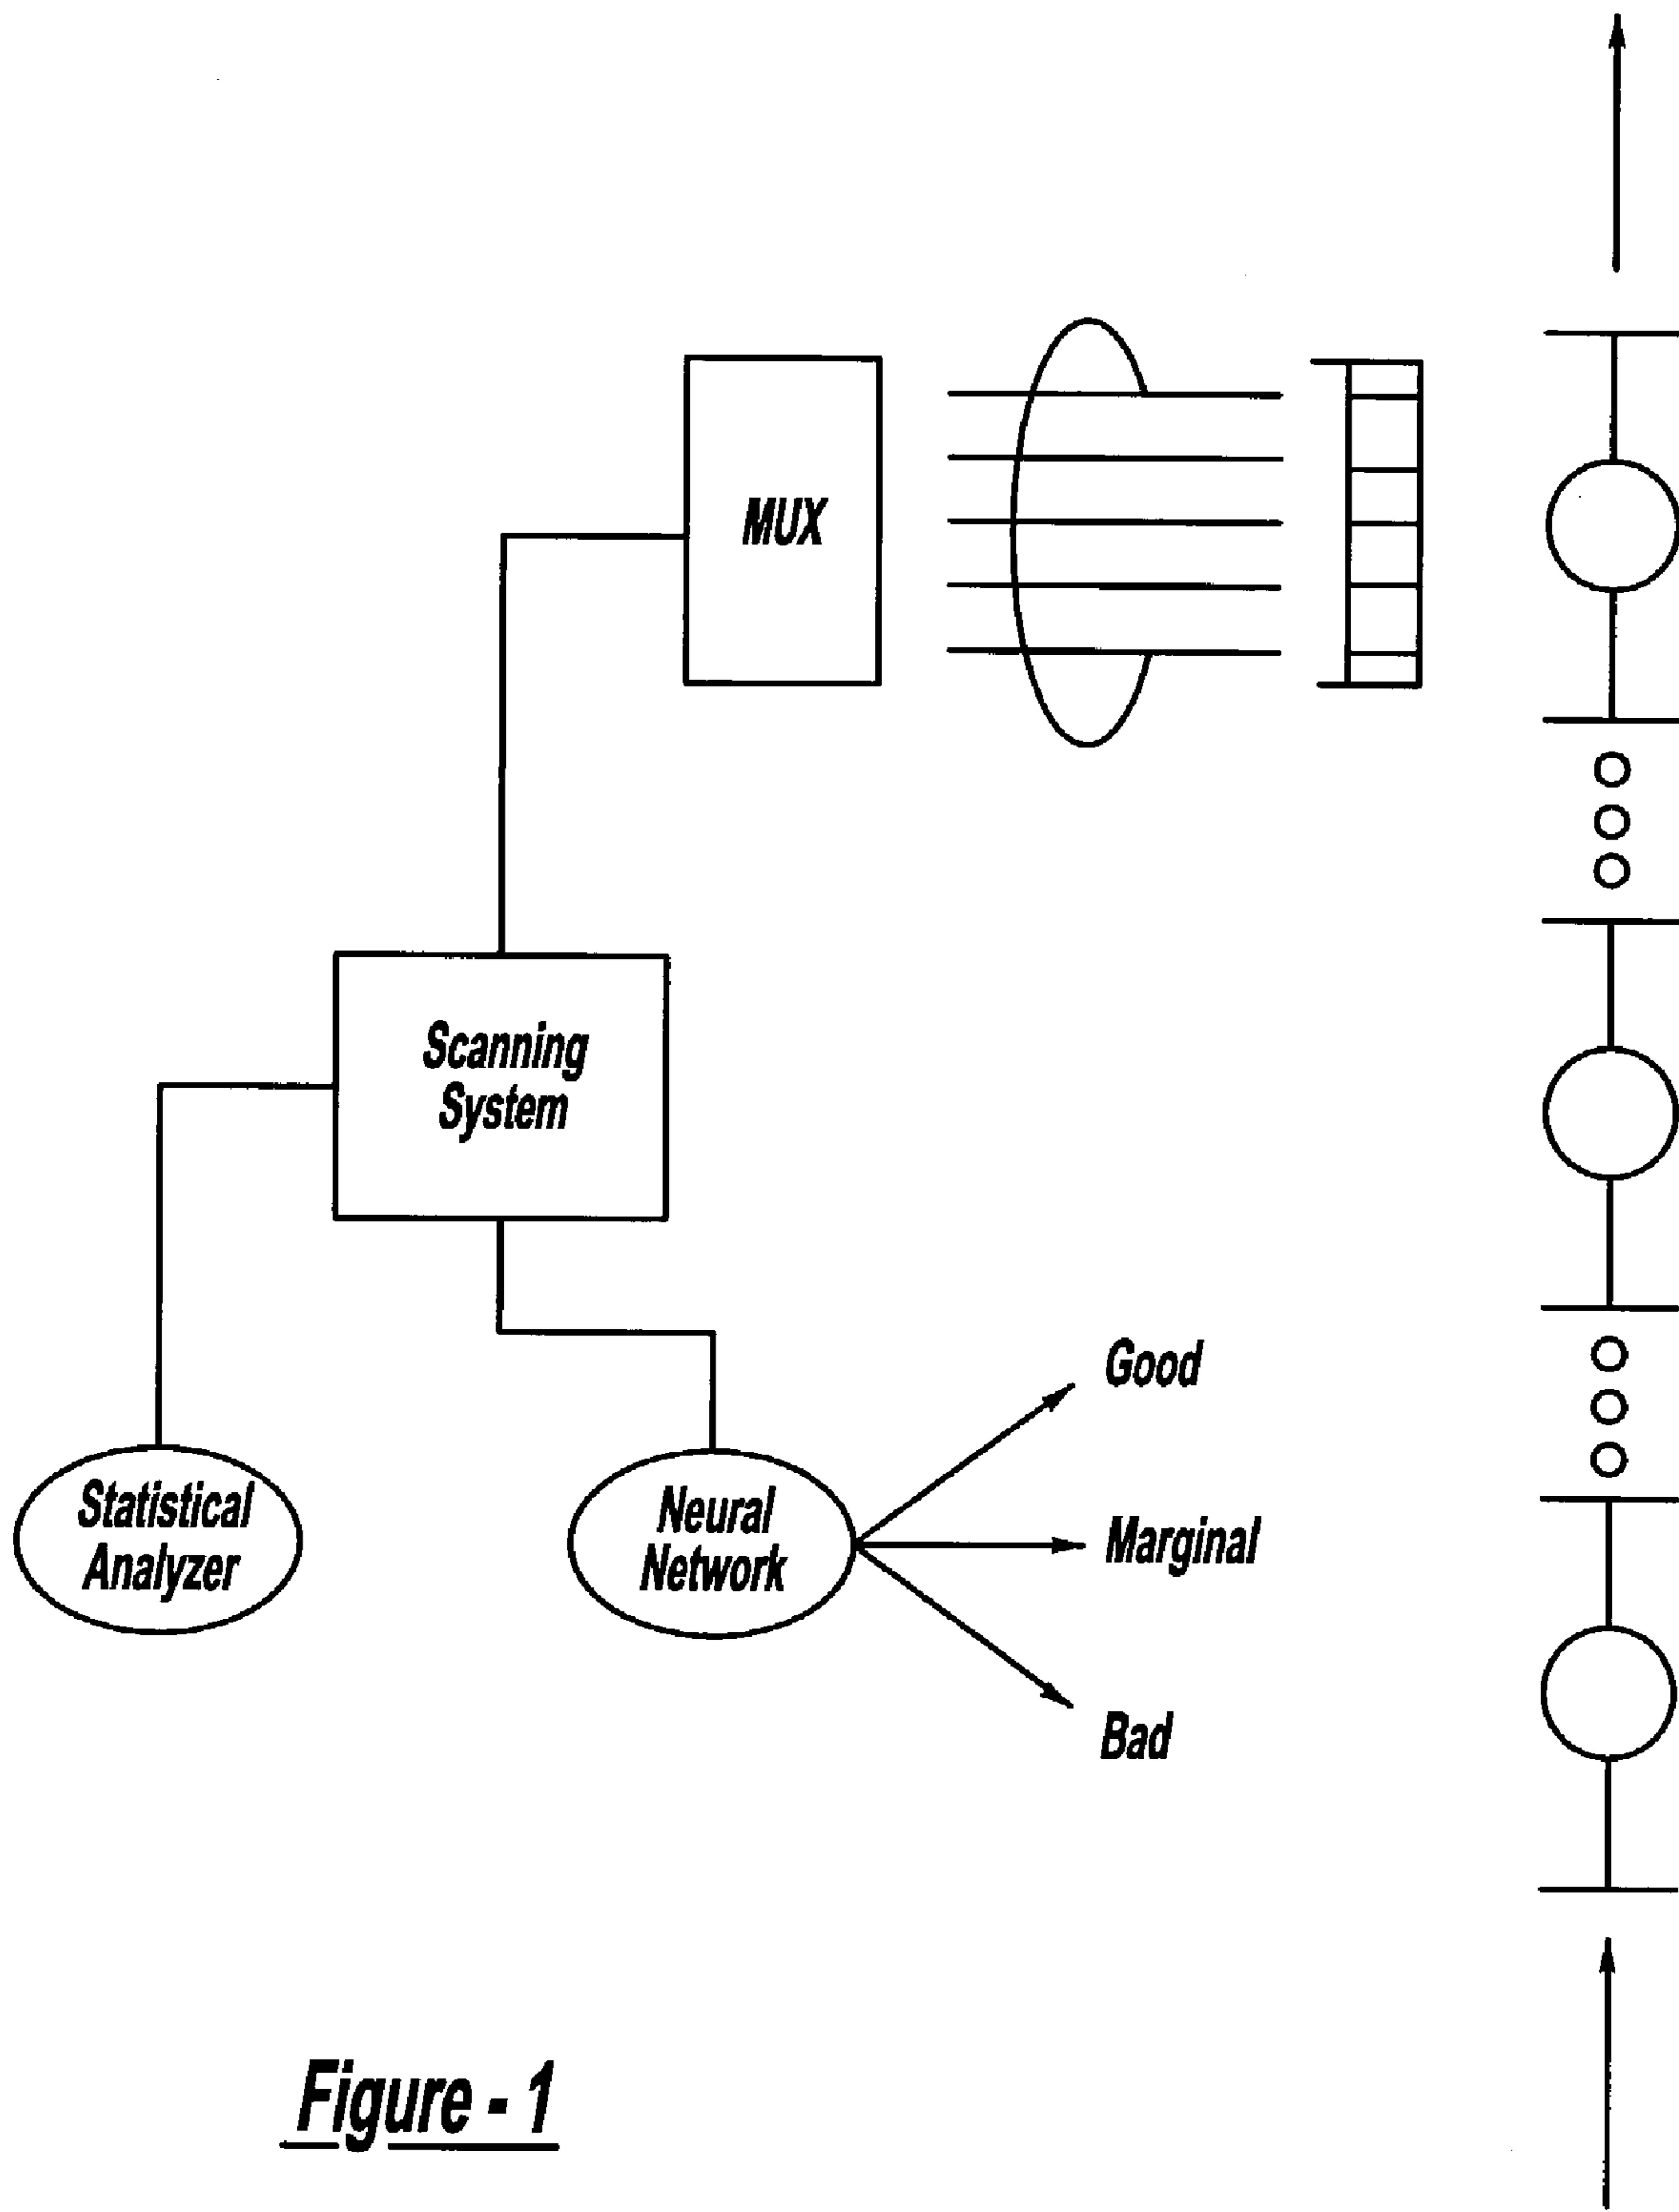 MUX
Scanning
System
Good
Statistical
Analyzer
Neural
Network
Marginal
Bad
Figure - 1